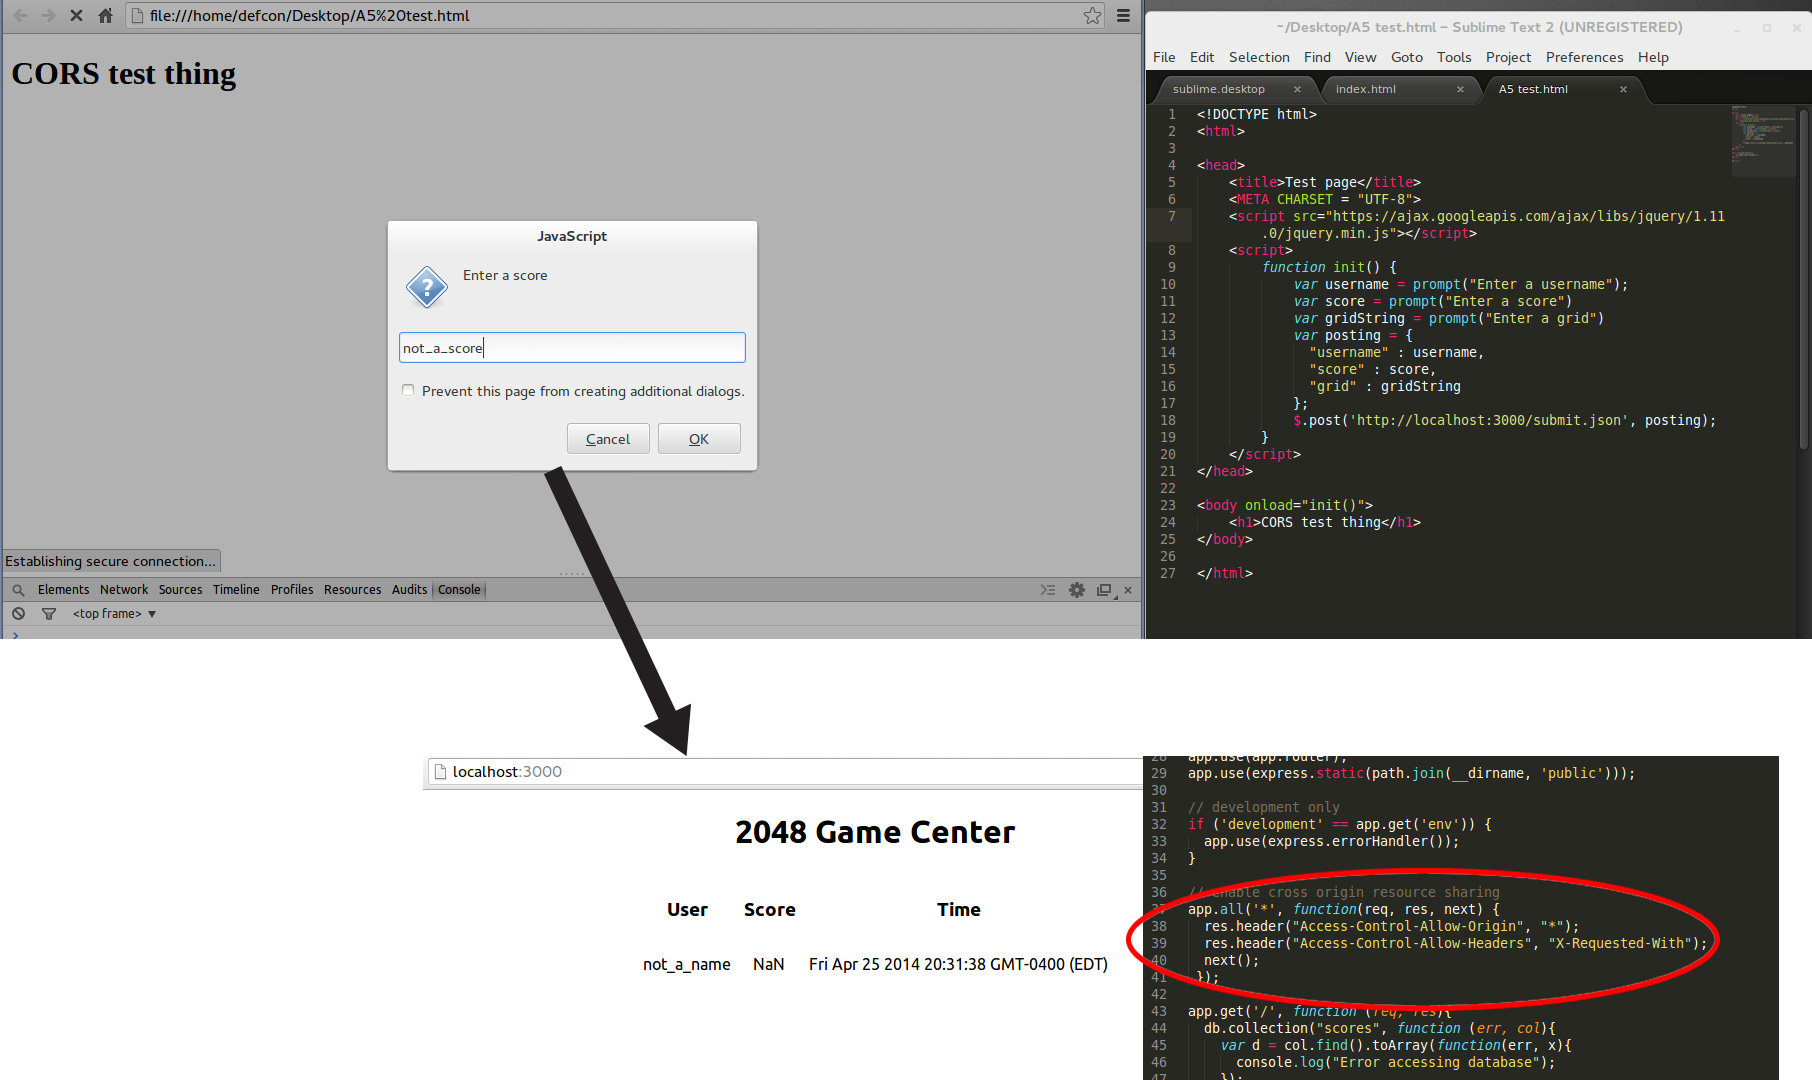 file:///home/defcon/Desktop/A5%20test.html
CORS test thing
JavaScript
?
Enter a score
not_a_score
Prevent this page from creating additional dialogs.
Cancel OK
Establishing secure connection...
Elements Network Sources Timeline Profiles Resources Audits Console
<top frame> ▼
>
~/Desktop/A5 test.html – Sublime Text 2 (UNREGISTERED)
File Edit Selection Find View Goto Tools Project Preferences Help
sublime.desktop × index.html × A5 test.html ×
1 <!DOCTYPE html>
2 <html>
3
4 <head>
5 <title>Test page</title>
6 <META CHARSET = "UTF-8">
7 <script src="https://ajax.googleapis.com/ajax/libs/jquery/1.11
.0/jquery.min.js"></script>
8 <script>
9 function init() {
10 var username = prompt("Enter a username");
11 var score = prompt("Enter a score")
12 var gridString = prompt("Enter a grid")
13 var posting = {
14 "username" : username,
15 "score" : score,
16 "grid" : gridString
17 };
18 $.post('http://localhost:3000/submit.json', posting);
19 }
20 </script>
21 </head>
22
23 <body onload="init()">
24 <h1>CORS test thing</h1>
25 </body>
26
27 </html>
localhost:3000
2048 Game Center
User Score Time
not_a_name NaN Fri Apr 25 2014 20:31:38 GMT-0400 (EDT)
28 app.use(app.router);
29 app.use(express.static(path.join(__dirname, 'public')));
30
31 // development only
32 if ('development' == app.get('env')) {
33 app.use(express.errorHandler());
34 }
35
36 // enable cross origin resource sharing
37 app.all('*', function(req, res, next) {
38 res.header("Access-Control-Allow-Origin", "*");
39 res.header("Access-Control-Allow-Headers", "X-Requested-With");
40 next();
41 });
42
43 app.get('/', function (req, res){
44 db.collection("scores", function (err, col){
45 var d = col.find().toArray(function(err, x){
46 console.log("Error accessing database");
47 });